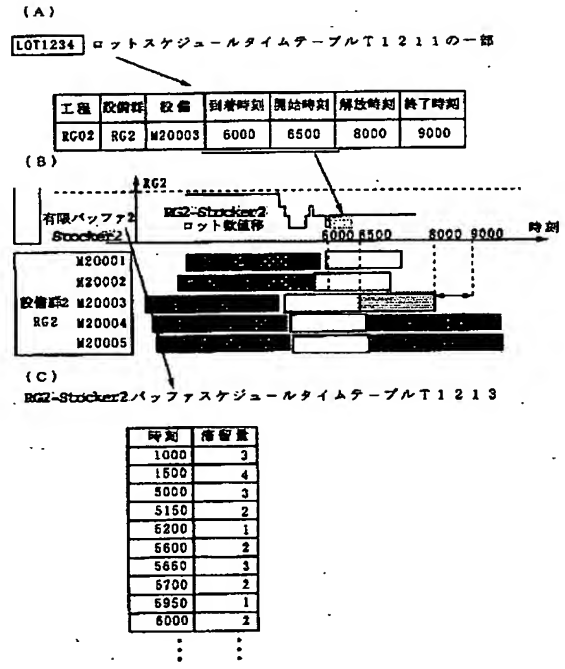 (A)
LOT1234 ロットスケジュールタイムテーブルT1211の一部
工程 設備群 設備 到着時刻 開始時刻 解放時刻 終了時刻
RG02 RG2 M20003 6000 6500 8000 9000
(B)
RG2
有限バッファ2
Stocker2
RG2-Stocker2
ロット数値移
時刻
6000 6500 8000 9000
M20001
M20002
設備群2 M20003
RG2 M20004
M20005
(C)
RG2-Stocker2バッファスケジュールタイムテーブルT1213
時刻 滞留量
1000 3
1500 4
5000 3
5150 2
5200 1
5600 2
5650 3
5700 2
5950 1
6000 2